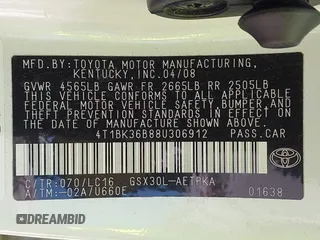 MFD.BY:TOYOTA MOTOR MANUFACTURING,
KENTUCKY,INC.04/08
GVWR 4565LB GAWR FR 2665LB RR 2505LB
THIS VEHICLE CONFORMS TO ALL APPLICABLE
FEDERAL MOTOR VEHICLE SAFETY, BUMPER, AND
THEFT PREVENTION STANDARDS IN EFFECT ON
THE DATE OF MANUFACTURE SHOWN ABOVE.
4T1BK36B88U306912 PASS.CAR
C/TR:070/LC16 GSX30L-AETPKA
A/TM:-02A/U660E
TOYOTA
01638
DREAMBID